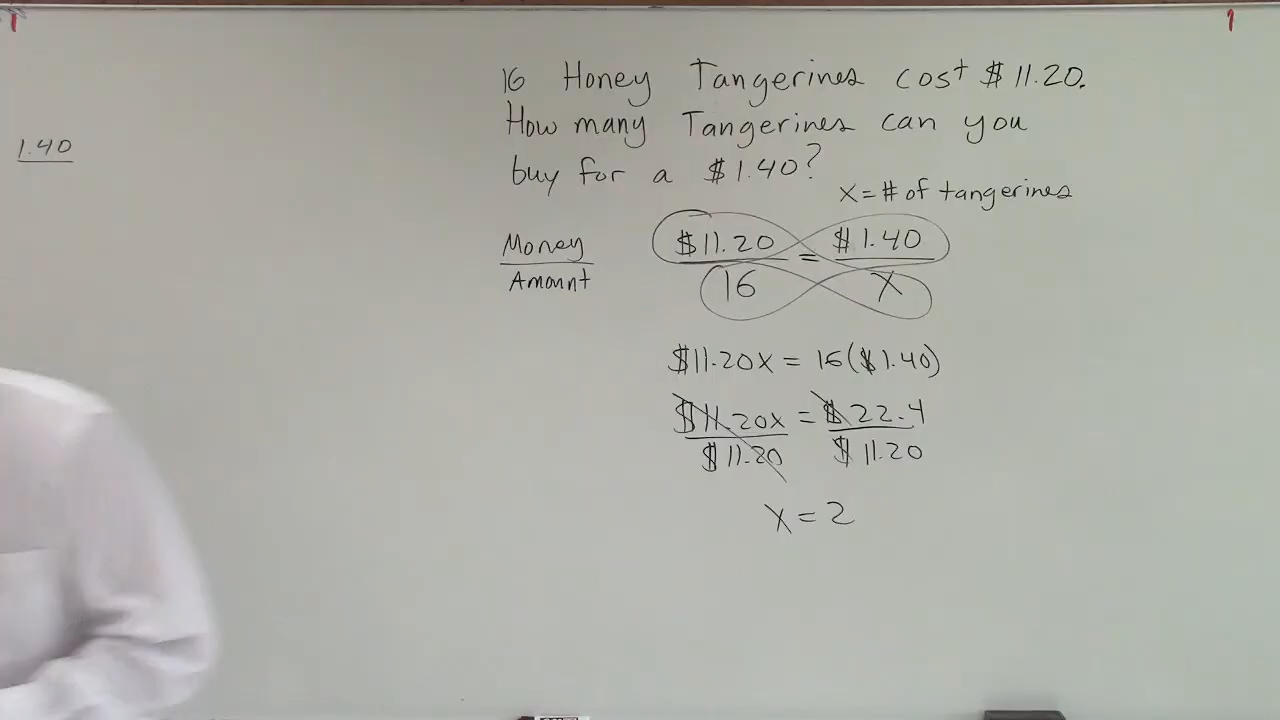 16 Honey Tangerines cost $11.20.
How many Tangerines can you
buy for a $1.40?
x = # of tangerines
1.40
Money $11.20 = $1.40
Amount 16 x
$11.20x = 16($1.40)
$11.20x = $22.4
$11.20 $11.20
x = 2